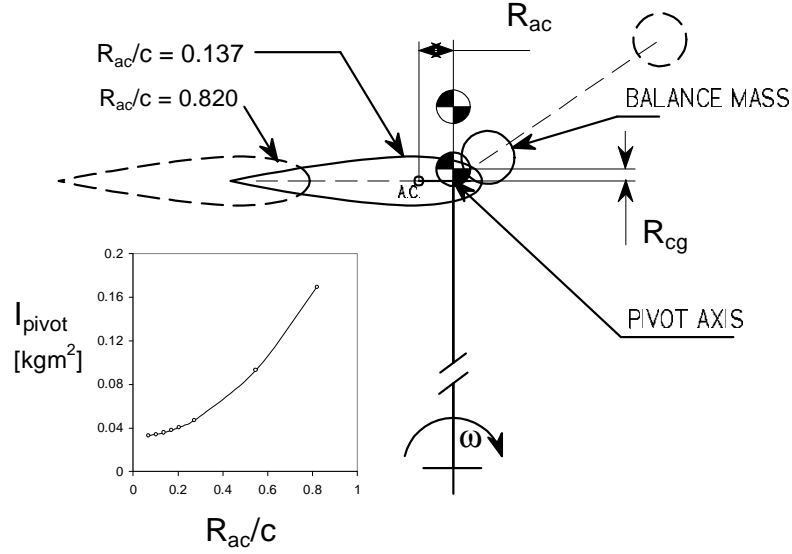 R_ac
R_ac/c = 0.137
R_ac/c = 0.820
BALANCE MASS
A.C.
R_cg
PIVOT AXIS
I_pivot
[kgm²]
0.2
0.16
0.12
0.08
0.04
0
0 0.2 0.4 0.6 0.8 1
R_ac/c
ω